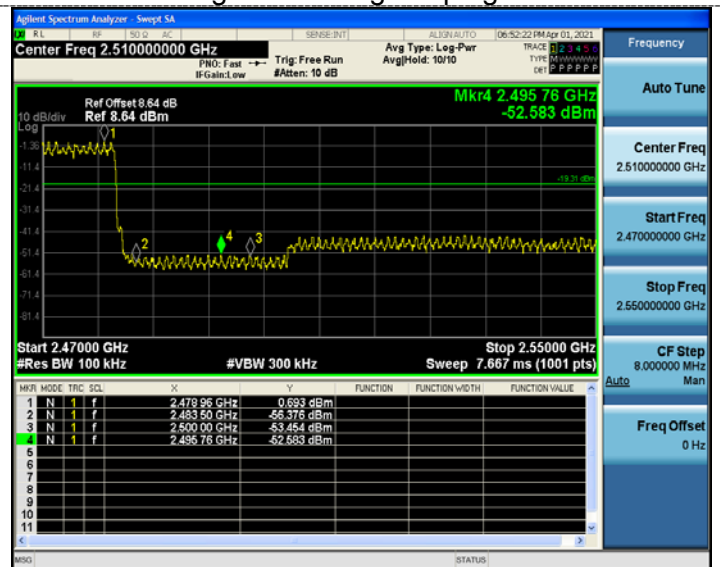 Agilent Spectrum Analyzer - Swept SA
RL RF 50 Ω AC SENSE:INT ALIGN AUTO 06:52:22 PM Apr 01, 2021
Center Freq 2.510000000 GHz
PNO: Fast
IFGain:Low
Trig: Free Run
#Atten: 10 dB
Avg Type: Log-Pwr
Avg|Hold: 10/10
TRACE 1 2 3 4 5 6
TYPE M
DET P P P P P P
Ref Offset 8.64 dB
10 dB/div Ref 8.64 dBm
Log
Mkr4 2.495 76 GHz
-52.583 dBm
1
-1.36
-11.4
-19.31 dBm
-21.4
-31.4
-41.4
2
4
3
-51.4
-61.4
-71.4
-81.4
Start 2.47000 GHz Stop 2.55000 GHz
#Res BW 100 kHz #VBW 300 kHz Sweep 7.667 ms (1001 pts)
MKR MODE TRC SCL X Y FUNCTION FUNCTION WIDTH FUNCTION VALUE
1 N 1 f 2.478 96 GHz 0.693 dBm
2 N 1 f 2.483 50 GHz -56.376 dBm
3 N 1 f 2.500 00 GHz -53.454 dBm
4 N 1 f 2.495 76 GHz -52.583 dBm
5
6
7
8
9
10
11
MSG STATUS
Frequency
Auto Tune
Center Freq
2.510000000 GHz
Start Freq
2.470000000 GHz
Stop Freq
2.550000000 GHz
CF Step
8.000000 MHz
Auto Man
Freq Offset
0 Hz